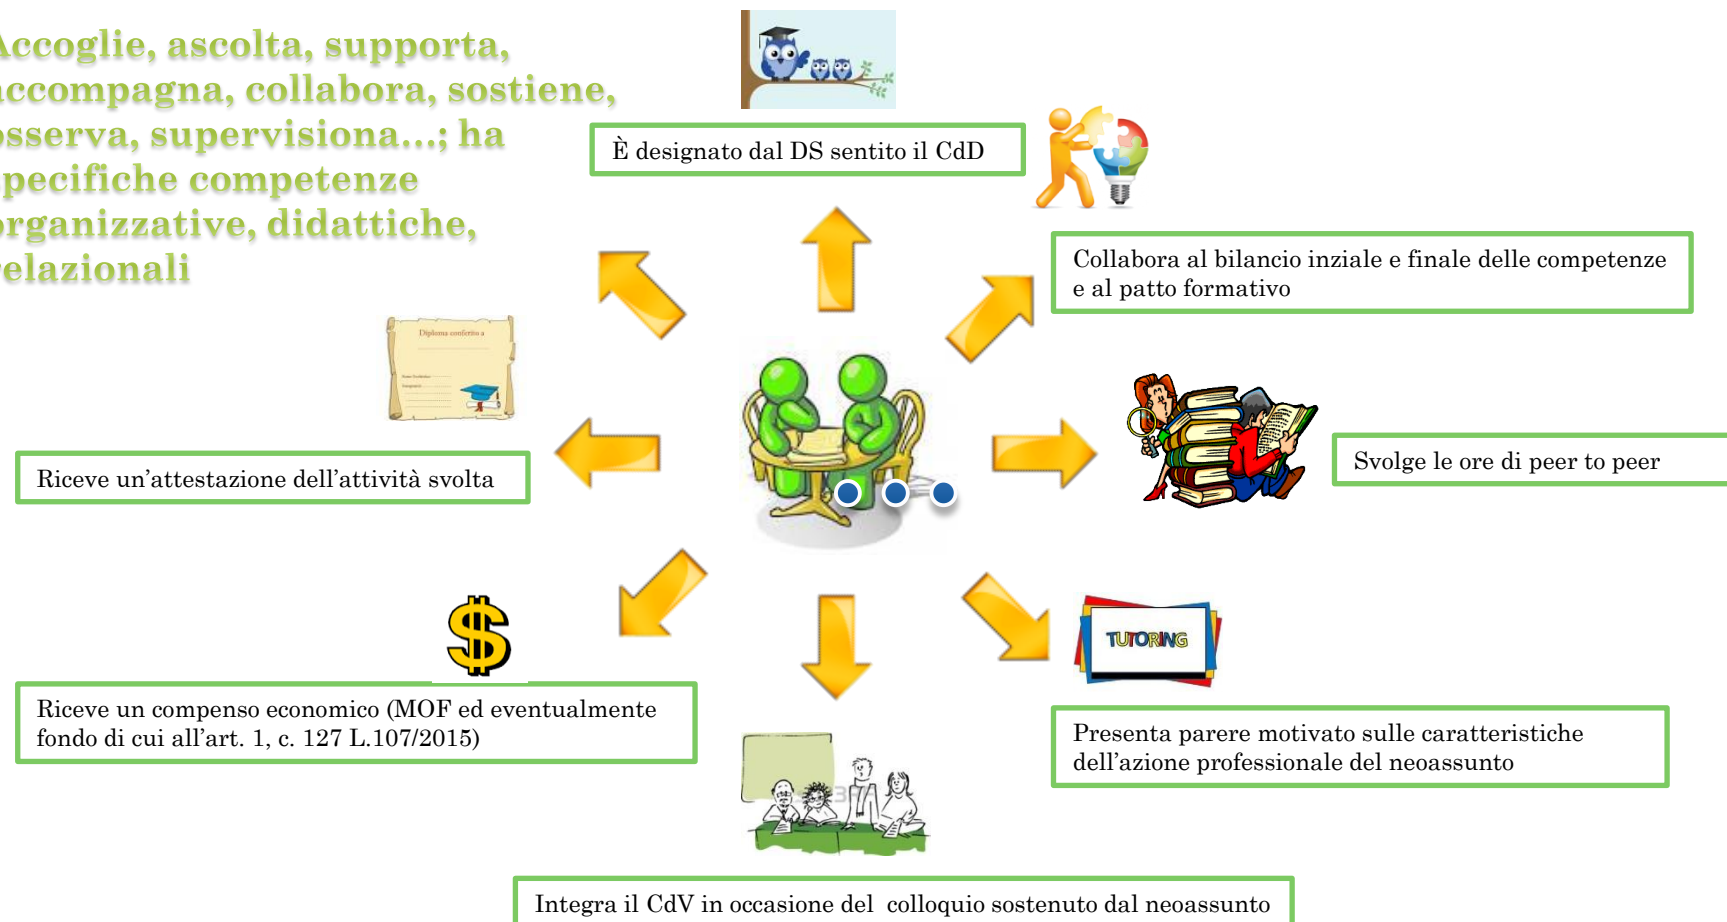 Accoglie, ascolta, supporta,
accompagna, collabora, sostiene,
osserva, supervisiona...; ha
specifiche competenze
organizzative, didattiche,
relazionali
È designato dal DS sentito il CdD
Collabora al bilancio inziale e finale delle competenze
e al patto formativo
Diploma conferito a
Riceve un'attestazione dell'attività svolta
Svolge le ore di peer to peer
TUTORING
Riceve un compenso economico (MOF ed eventualmente
fondo di cui all'art. 1, c. 127 L.107/2015)
Presenta parere motivato sulle caratteristiche
dell'azione professionale del neoassunto
Integra il CdV in occasione del colloquio sostenuto dal neoassunto